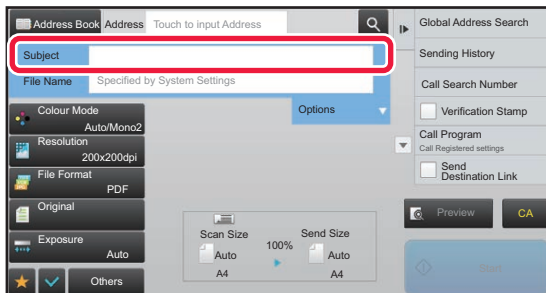 Address Book Address Touch to input Address
Subject
File Name Specified by System Settings
Options
Colour Mode
Auto/Mono2
Resolution
200x200dpi
File Format
PDF
Original
Exposure
Auto
Others
Scan Size
Auto
A4
100%
Send Size
Auto
A4
Global Address Search
Sending History
Call Search Number
Verification Stamp
Call Program
Call Registered settings
Send
Destination Link
Preview
CA
Start